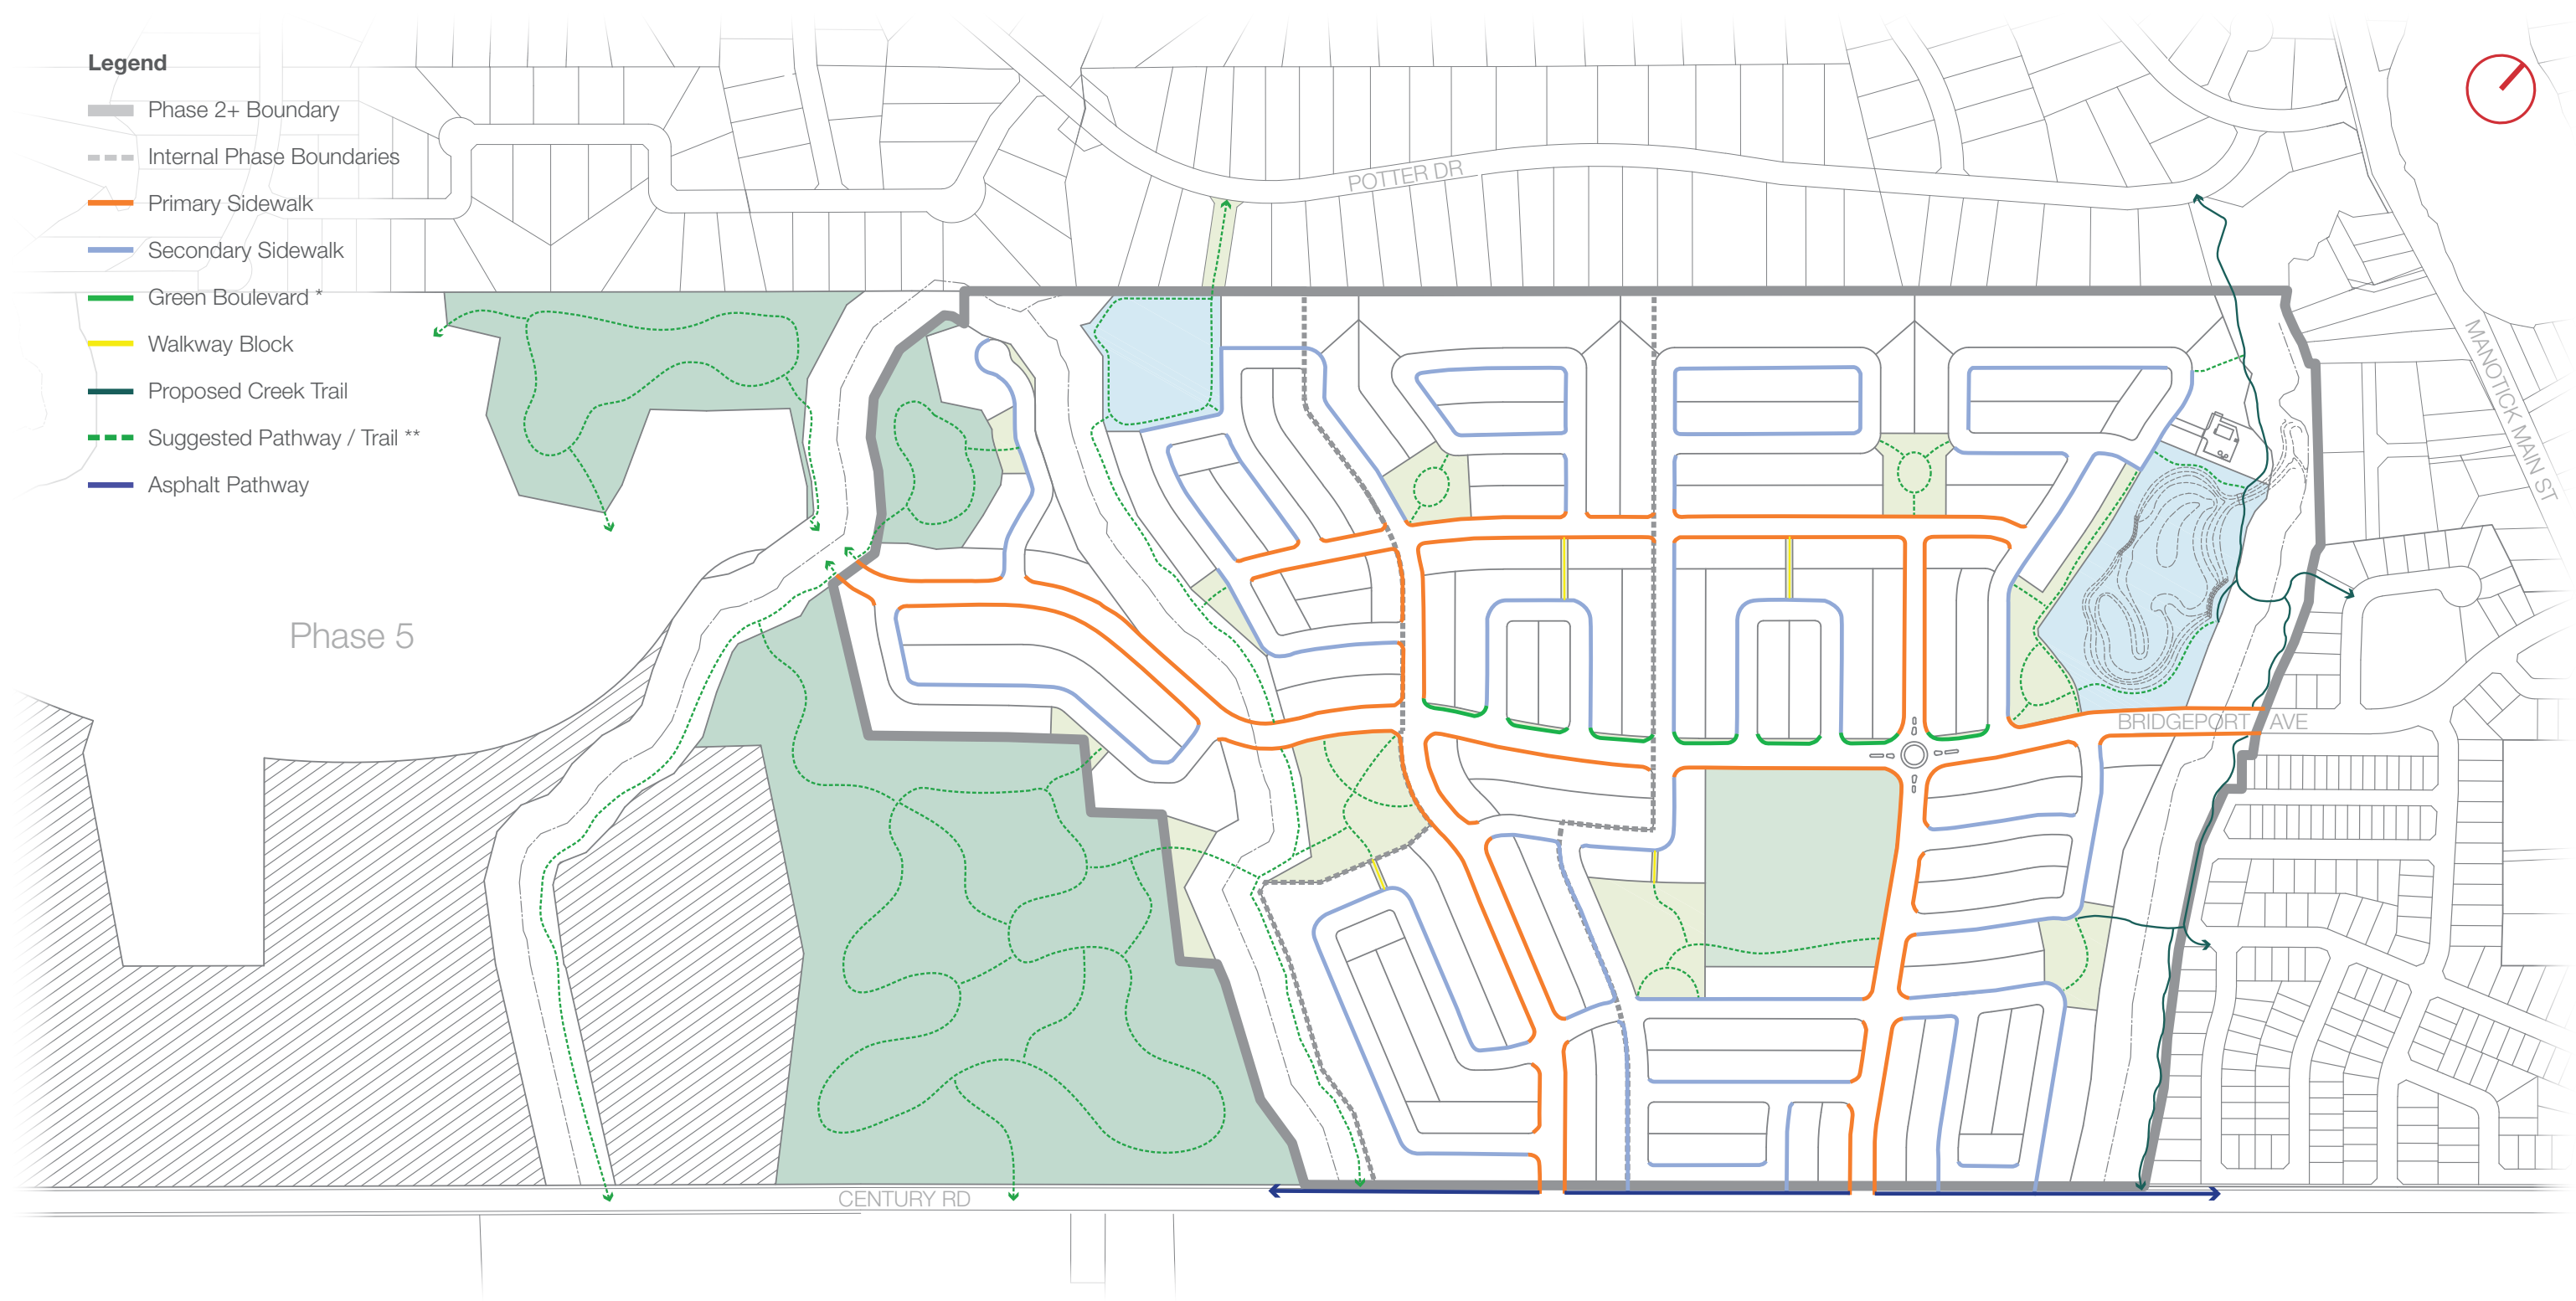 Legend
Phase 2+ Boundary
Internal Phase Boundaries
Primary Sidewalk
Secondary Sidewalk
Green Boulevard *
Walkway Block
Proposed Creek Trail
Suggested Pathway / Trail **
Asphalt Pathway
POTTER DR
MANOTICK MAIN ST
Phase 5
BRIDGEPORT AVE
CENTURY RD